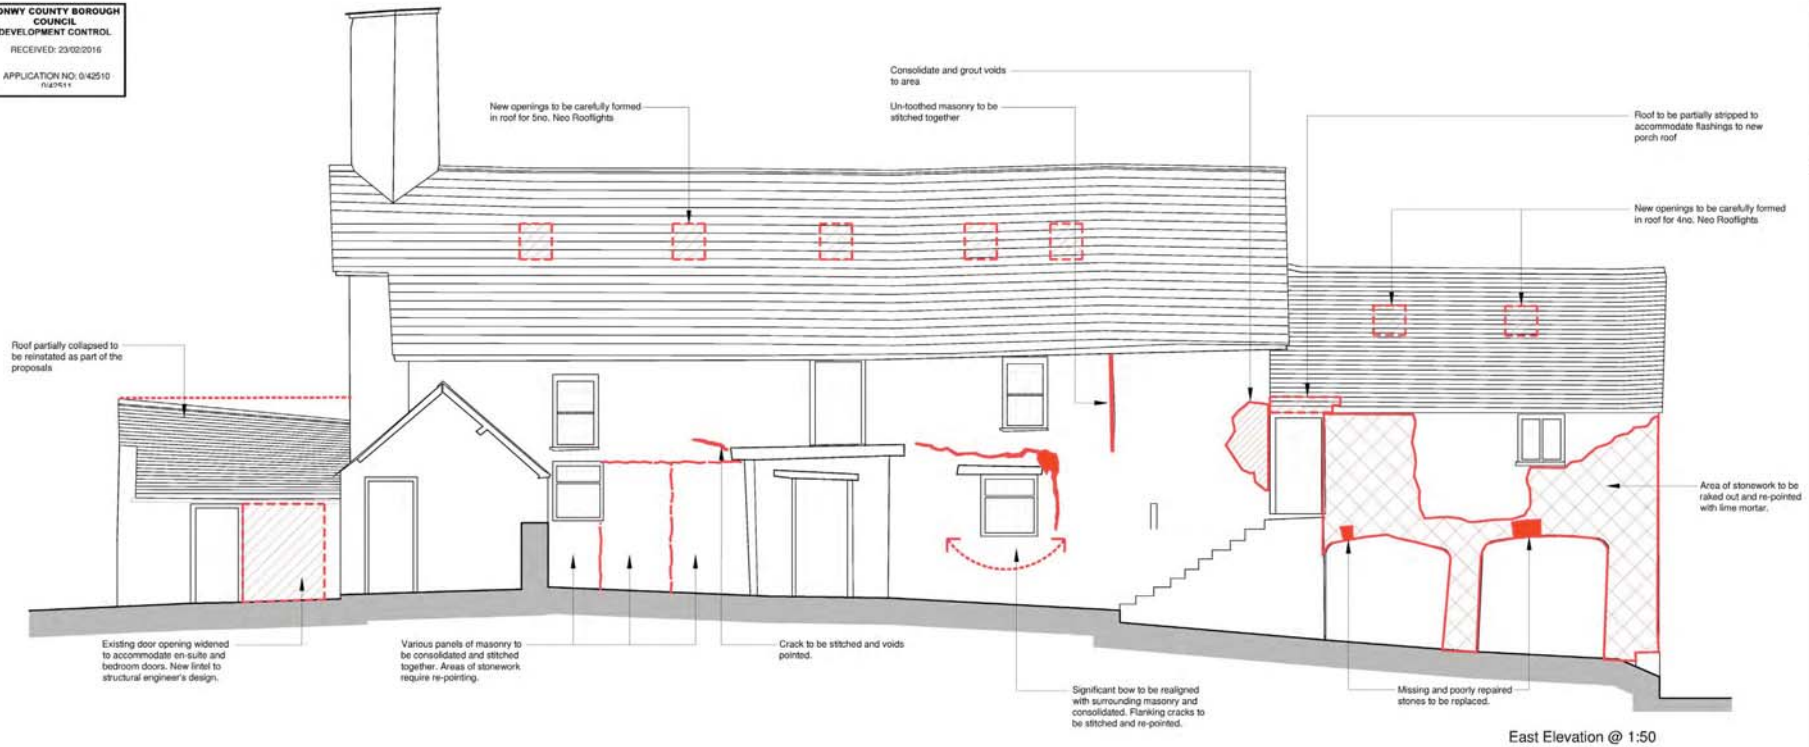 ONWY COUNTY BOROUGH
COUNCIL
DEVELOPMENT CONTROL
RECEIVED: 23/02/2016
APPLICATION NO: 0/42510
0/42511
New openings to be carefully formed
in roof for 5no. Neo Rooflights
Consolidate and grout voids
to area
Un-toothed masonry to be
stitched together
Roof to be partially stripped to
accommodate flashings to new
porch roof
New openings to be carefully formed
in roof for 4no. Neo Rooflights
Roof partially collapsed to
be reinstated as part of the
proposals
Area of stonework to be
raked out and re-pointed
with lime mortar.
Existing door opening widened
to accommodate en-suite and
bedroom doors. New lintel to
structural engineer's design.
Various panels of masonry to
be consolidated and stitched
together. Areas of stonework
require re-pointing.
Crack to be stitched and voids
pointed.
Significant bow to be realigned
with surrounding masonry and
consolidated. Flanking cracks to
be stitched and re-pointed.
Missing and poorly repaired
stones to be replaced.
East Elevation @ 1:50